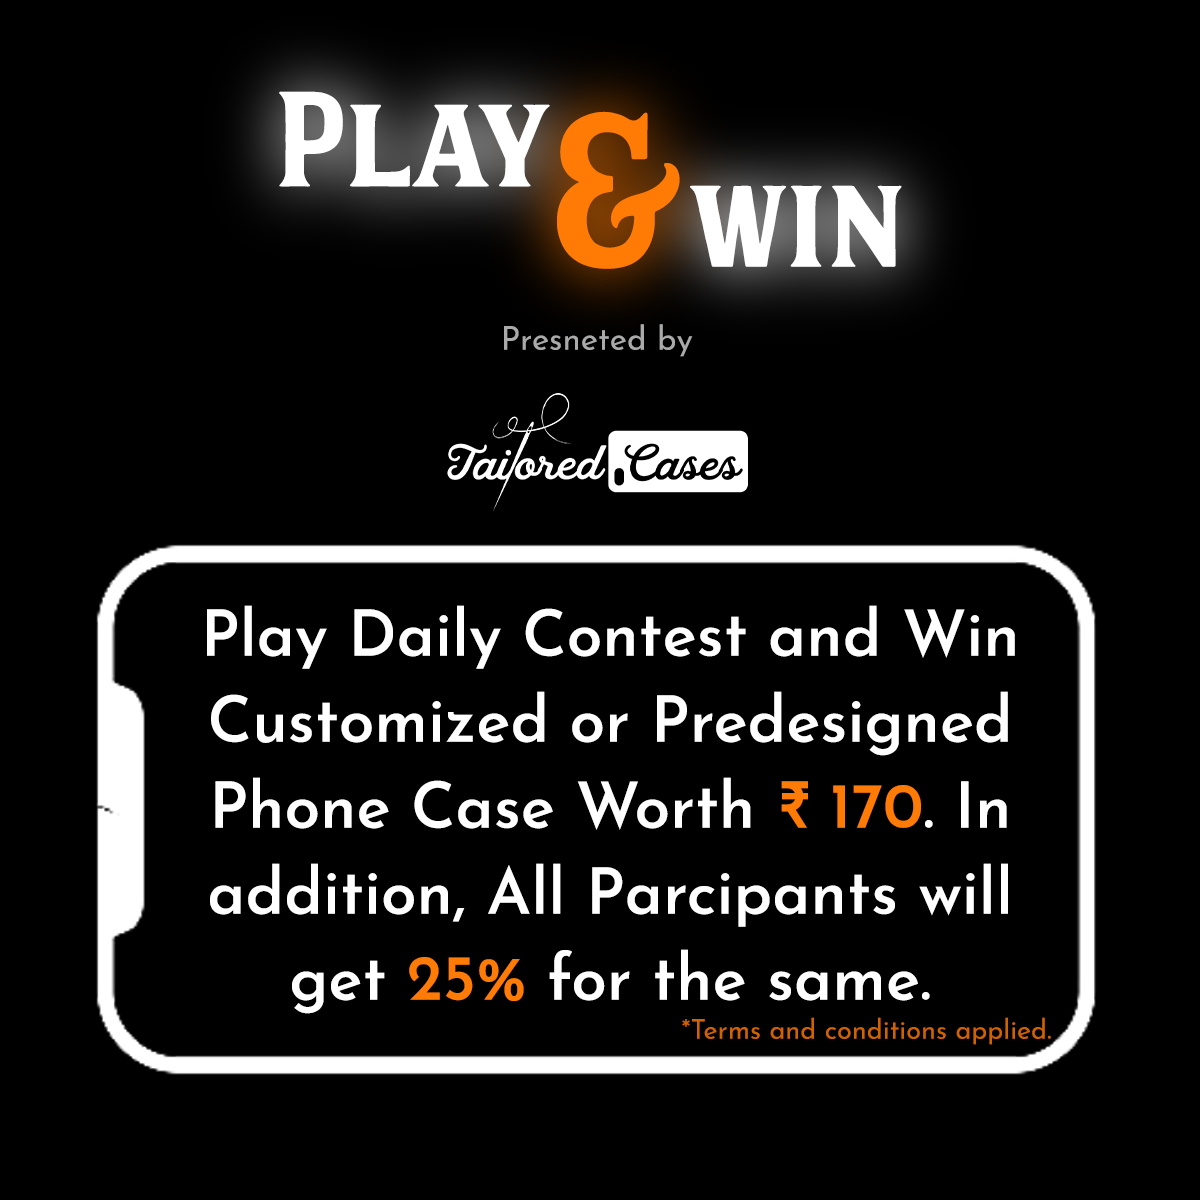 PLAY & WIN
Presneted by
Tailored.Cases
Play Daily Contest and Win
Customized or Predesigned
Phone Case Worth ₹ 170. In
addition, All Parcipants will
get 25% for the same.
*Terms and conditions applied.